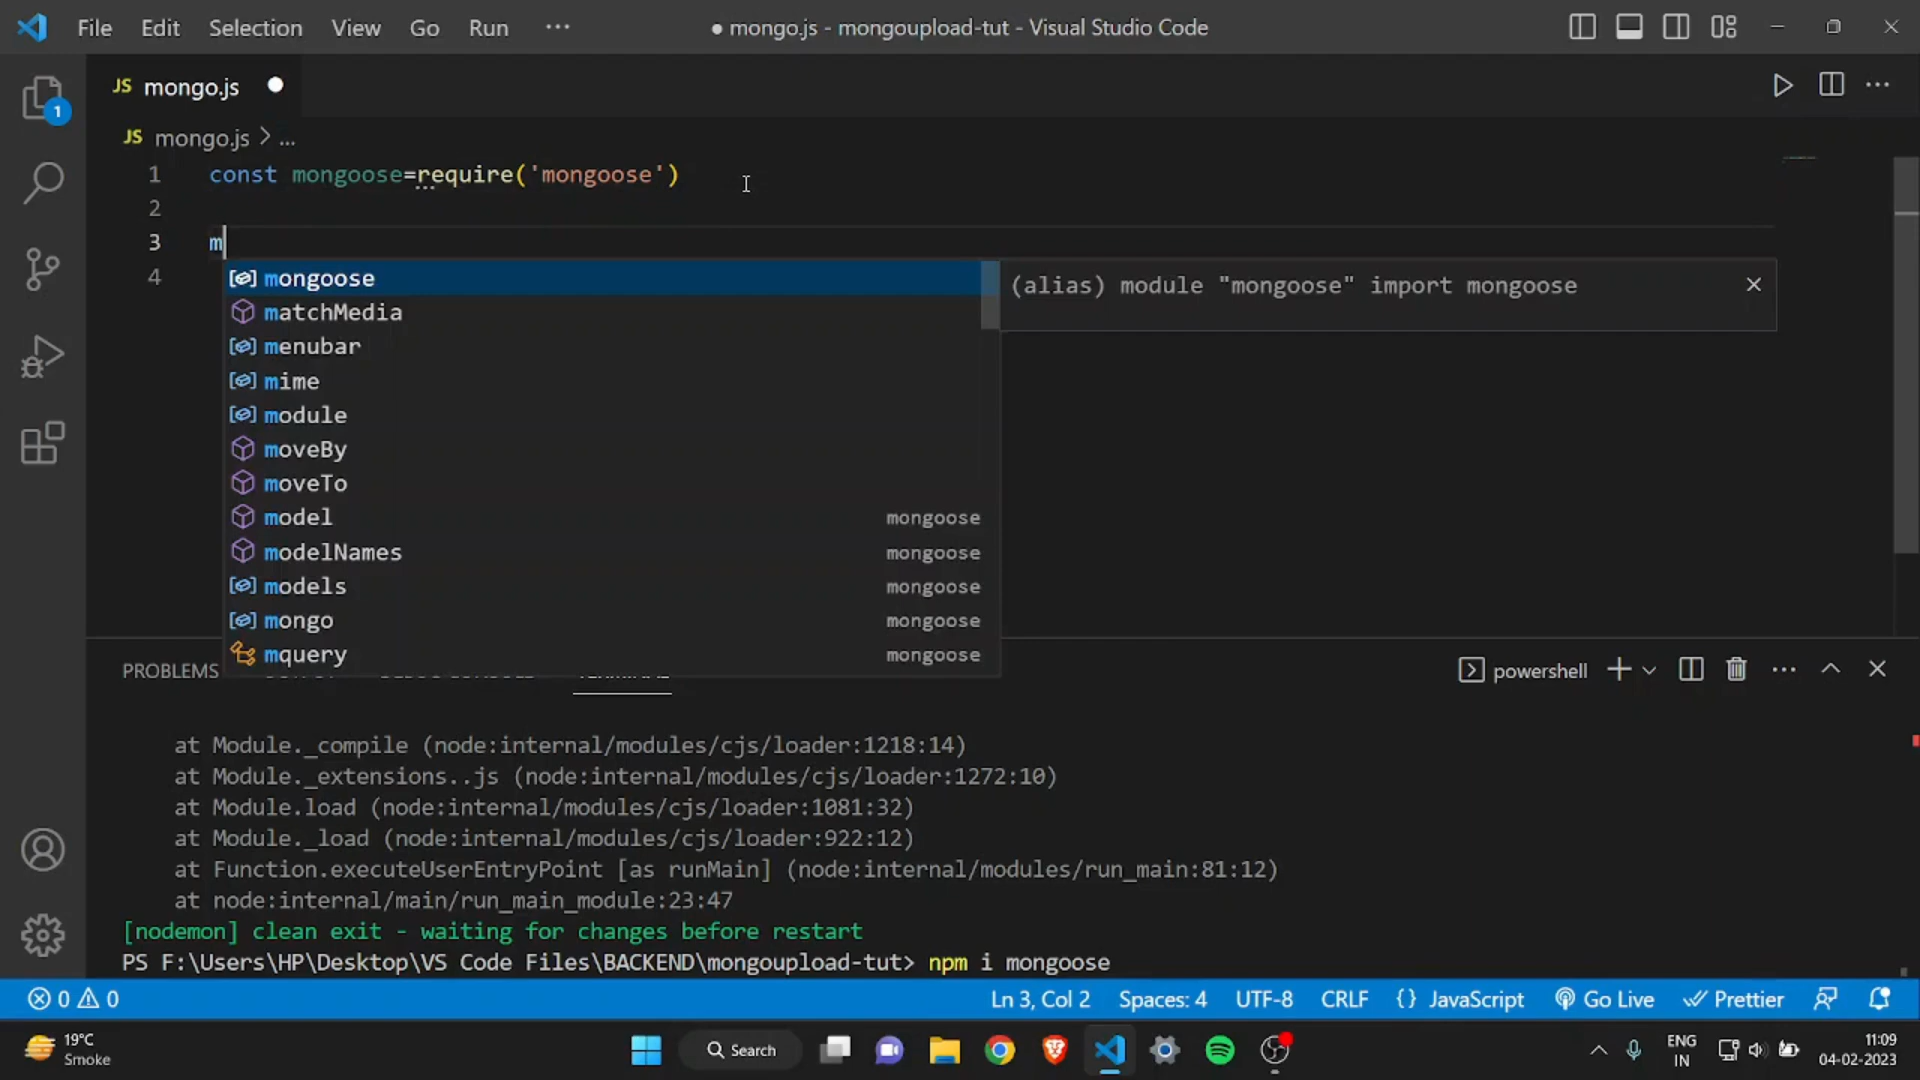 File Edit Selection View Go Run ···
● mongo.js - mongoupload-tut - Visual Studio Code
JS mongo.js
JS mongo.js > ...
1 const mongoose=require('mongoose')
2
3 m
4
mongoose
(alias) module "mongoose" import mongoose
matchMedia
menubar
mime
module
moveBy
moveTo
model mongoose
modelNames mongoose
models mongoose
mongo mongoose
mquery mongoose
1
PROBLEMS
powershell
at Module._compile (node:internal/modules/cjs/loader:1218:14)
at Module._extensions..js (node:internal/modules/cjs/loader:1272:10)
at Module.load (node:internal/modules/cjs/loader:1081:32)
at Module._load (node:internal/modules/cjs/loader:922:12)
at Function.executeUserEntryPoint [as runMain] (node:internal/modules/run_main:81:12)
at node:internal/main/run_main_module:23:47
[nodemon] clean exit - waiting for changes before restart
PS F:\Users\HP\Desktop\VS Code Files\BACKEND\mongoupload-tut> npm i mongoose
0 0 Ln 3, Col 2 Spaces: 4 UTF-8 CRLF {} JavaScript Go Live Prettier
19°C
Smoke
Search
ENG
IN
11:09
04-02-2023